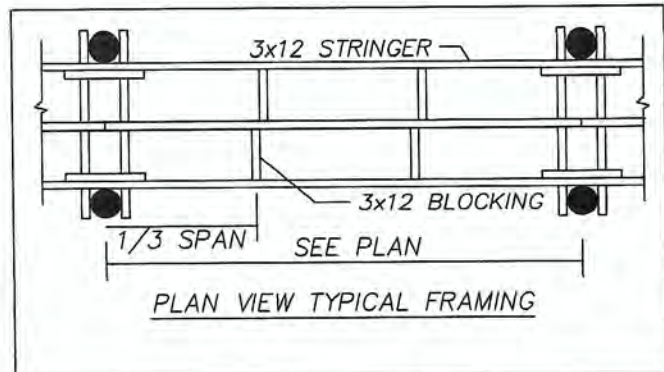 3x12 STRINGER
3x12 BLOCKING
1/3 SPAN
SEE PLAN
PLAN VIEW TYPICAL FRAMING